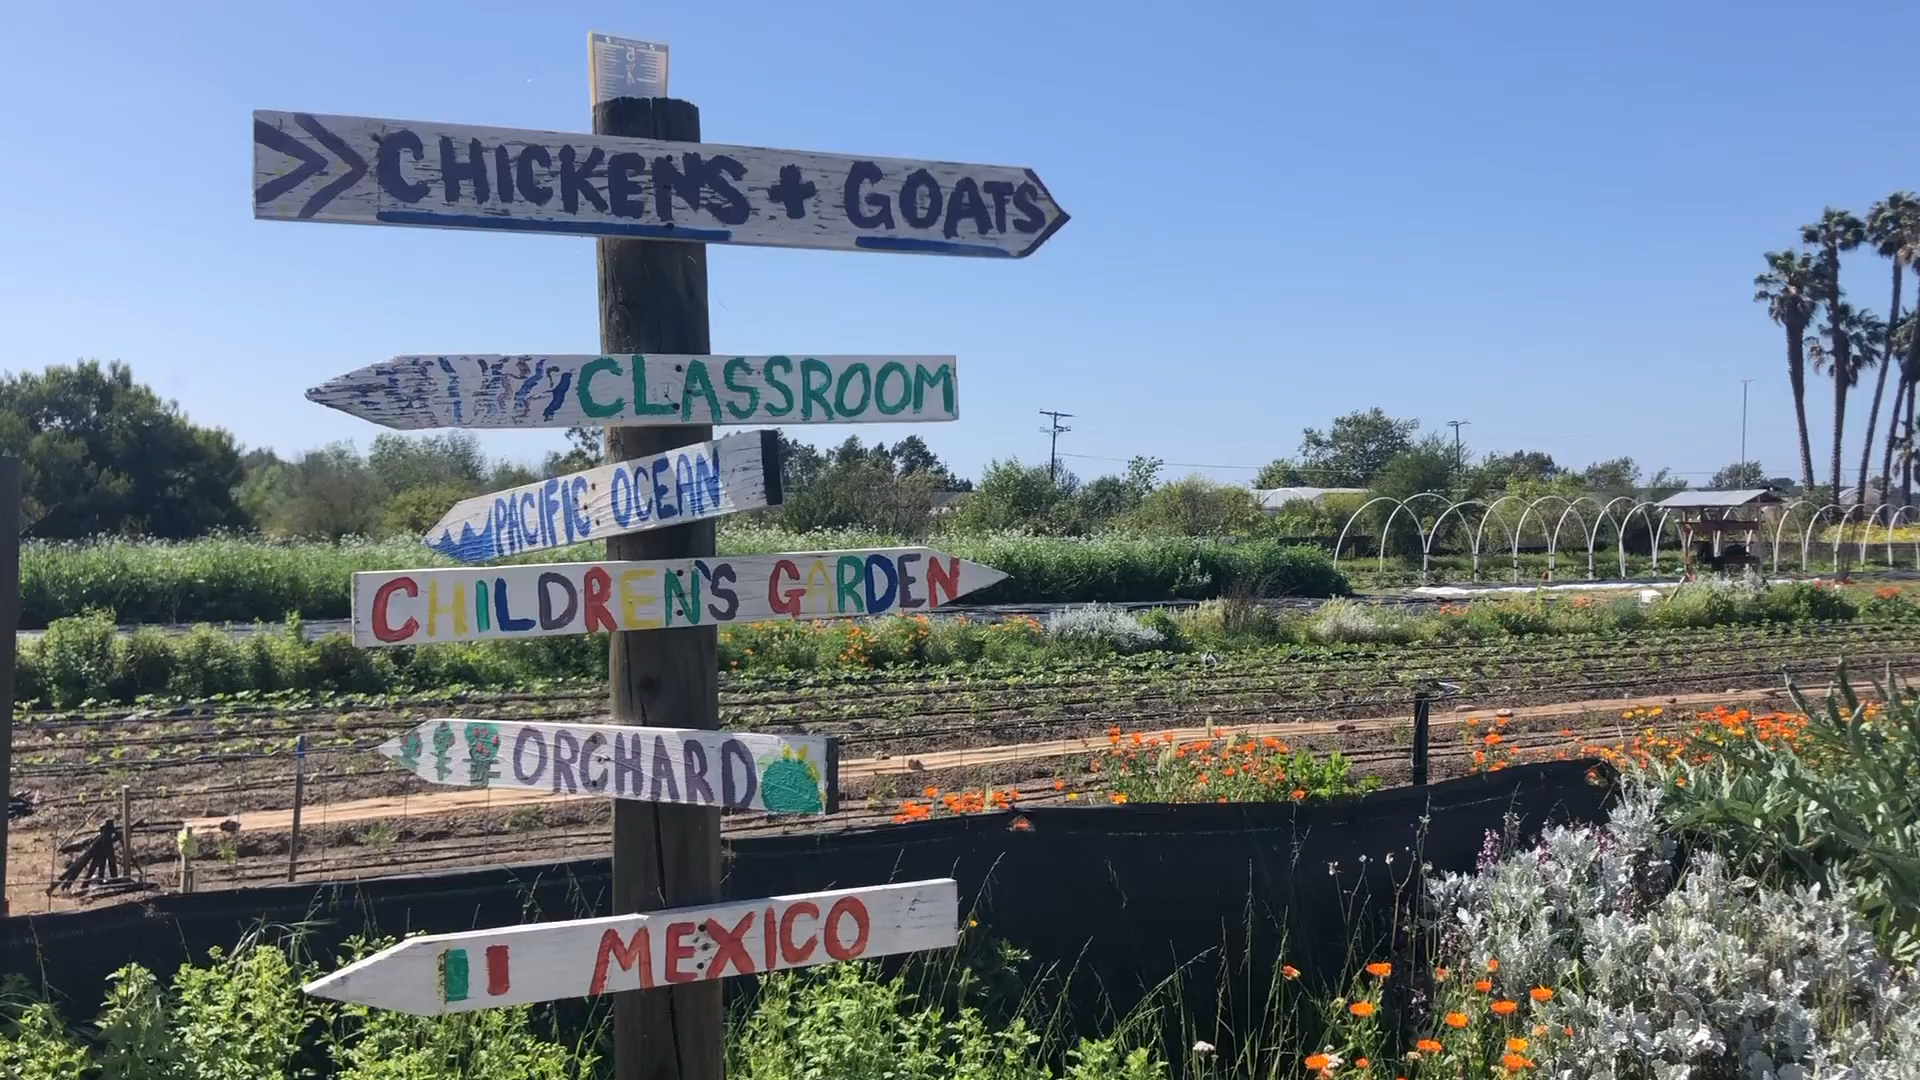 CHICKENS + GOATS
CLASSROOM
PACIFIC OCEAN
CHILDREN'S GARDEN
ORCHARD
MEXICO